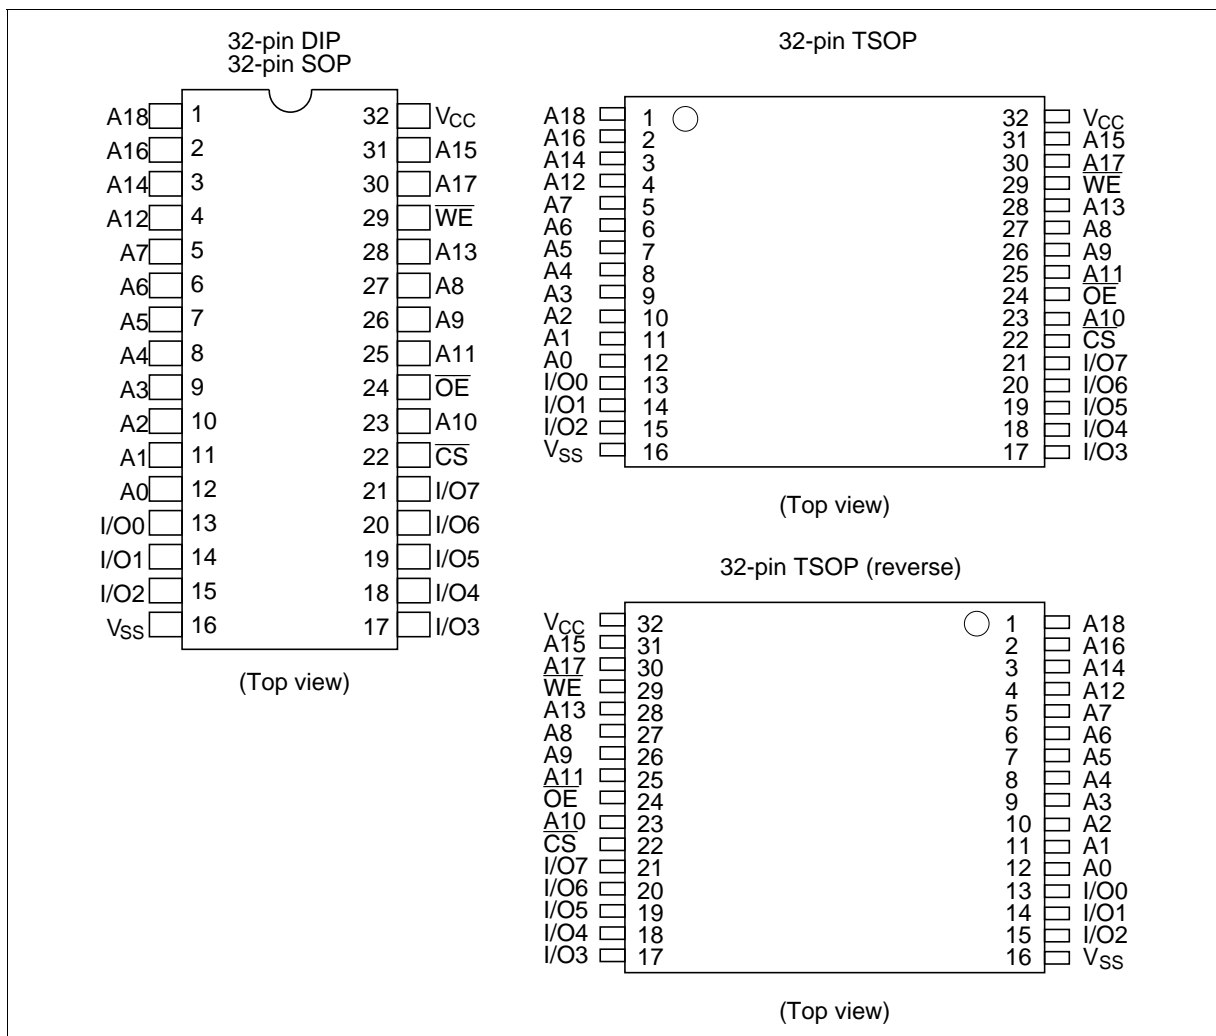 32-pin DIP
32-pin SOP
A18 1 32 VCC
A16 2 31 A15
A14 3 30 A17
A12 4 29 W̅E̅
A7 5 28 A13
A6 6 27 A8
A5 7 26 A9
A4 8 25 A11
A3 9 24 O̅E̅
A2 10 23 A10
A1 11 22 C̅S̅
A0 12 21 I/O7
I/O0 13 20 I/O6
I/O1 14 19 I/O5
I/O2 15 18 I/O4
VSS 16 17 I/O3
(Top view)
32-pin TSOP
A18 1 32 VCC
A16 2 31 A15
A14 3 30 A17
A12 4 29 W̅E̅
A7 5 28 A13
A6 6 27 A8
A5 7 26 A9
A4 8 25 A11
A3 9 24 O̅E̅
A2 10 23 A10
A1 11 22 C̅S̅
A0 12 21 I/O7
I/O0 13 20 I/O6
I/O1 14 19 I/O5
I/O2 15 18 I/O4
VSS 16 17 I/O3
(Top view)
32-pin TSOP (reverse)
VCC 32 1 A18
A15 31 2 A16
A17 30 3 A14
W̅E̅ 29 4 A12
A13 28 5 A7
A8 27 6 A6
A9 26 7 A5
A11 25 8 A4
O̅E̅ 24 9 A3
A10 23 10 A2
C̅S̅ 22 11 A1
I/O7 21 12 A0
I/O6 20 13 I/O0
I/O5 19 14 I/O1
I/O4 18 15 I/O2
I/O3 17 16 VSS
(Top view)